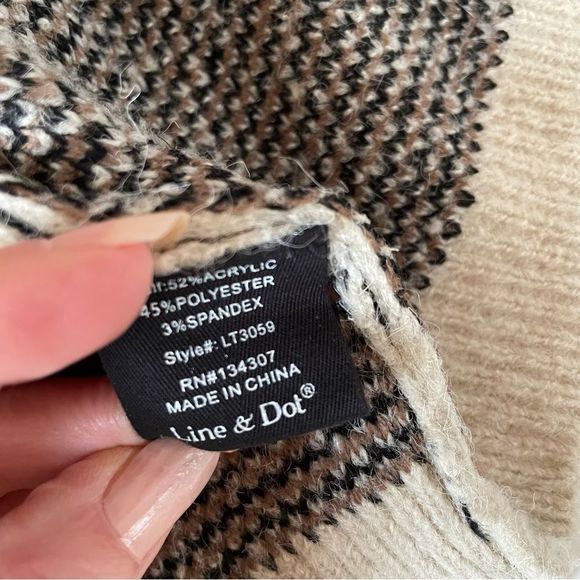 52%ACRYLIC
45%POLYESTER
3%SPANDEX
Style#: LT3059
RN#134307
MADE IN CHINA
Line & Dot®